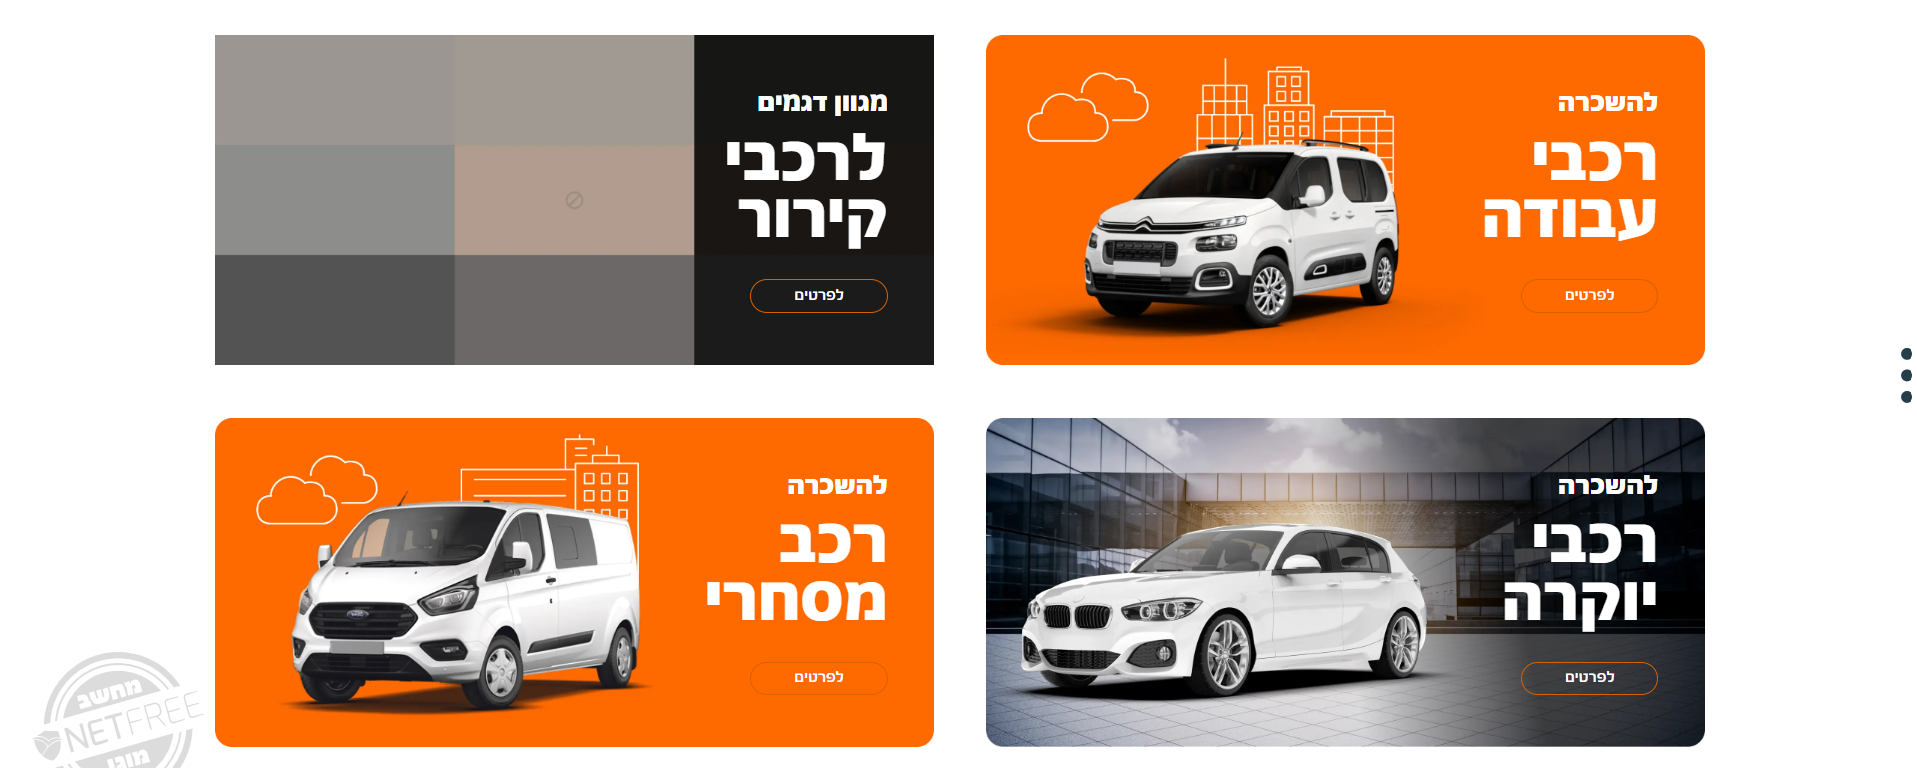 להשכרה
רכבי
עבודה
לפרטים
מגוון דגמים
לרכבי
קירור
לפרטים
להשכרה
רכבי
יוקרה
לפרטים
להשכרה
רכב
מסחרי
לפרטים
מחשב
NETFREE
מוגן